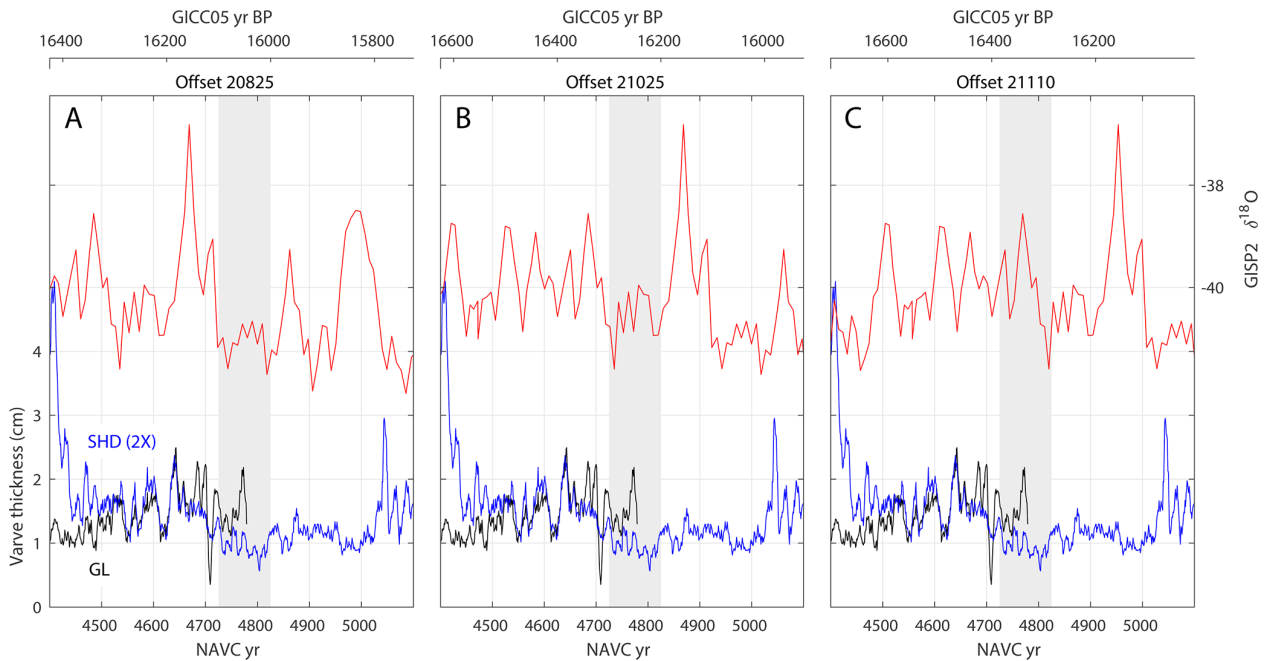 GICC05 yr BP GICC05 yr BP GICC05 yr BP
16400 16200 16000 15800 16600 16400 16200 16000 16600 16400 16200
Offset 20825 Offset 21025 Offset 21110
A B C
-38
-40
GISP2 δ18O
4
3
2
1
0
Varve thickness (cm)
SHD (2X)
GL
4500 4600 4700 4800 4900 5000 4500 4600 4700 4800 4900 5000 4500 4600 4700 4800 4900 5000
NAVC yr NAVC yr NAVC yr